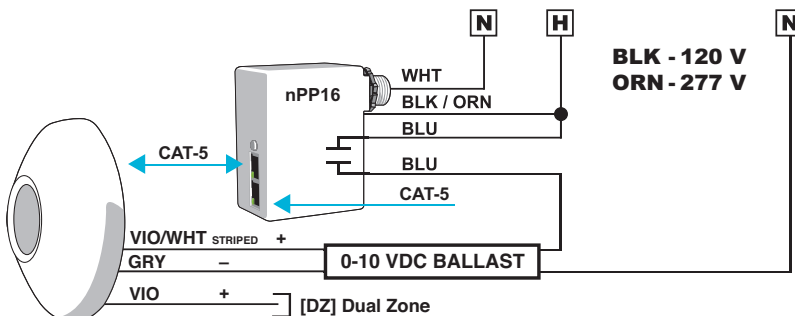 N H N
BLK - 120 V
ORN - 277 V
nPP16
WHT
BLK / ORN
BLU
BLU
CAT-5
CAT-5
VIO/WHT STRIPED +
GRY –
0-10 VDC BALLAST
VIO +
[DZ] Dual Zone